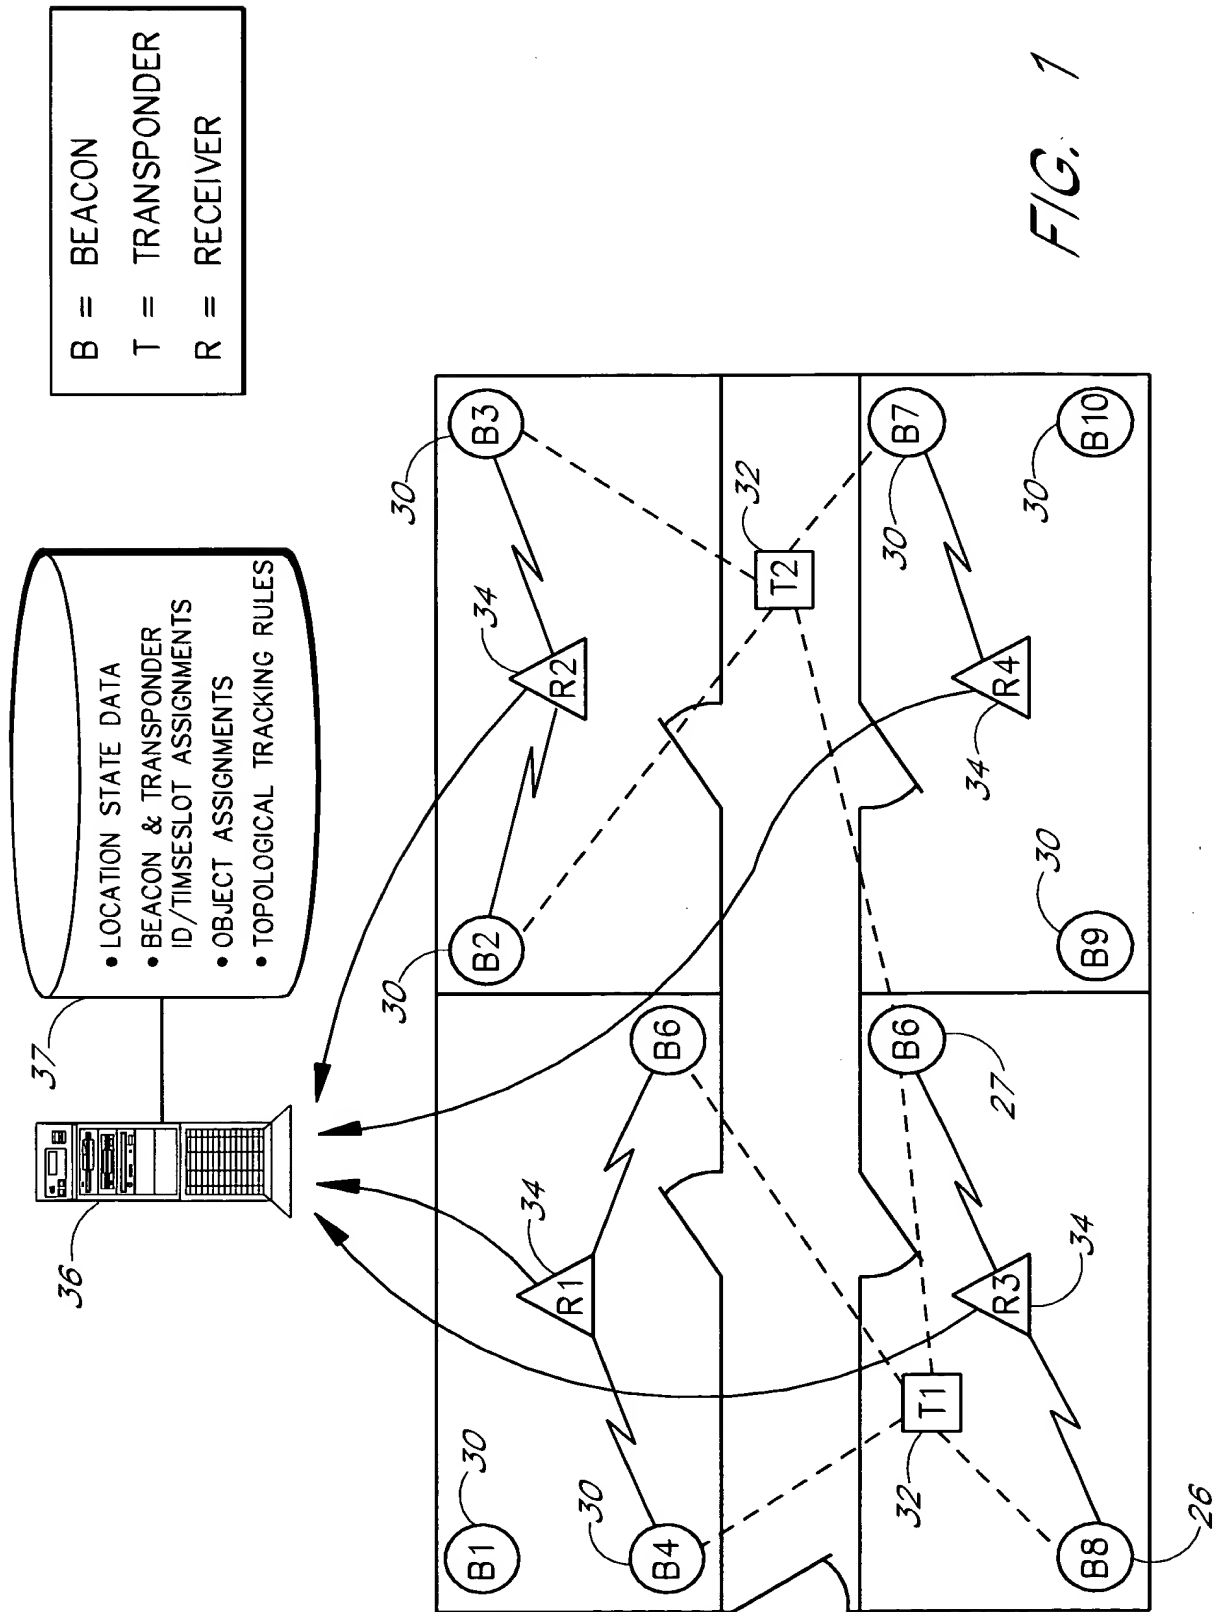 36
37
• LOCATION STATE DATA
• BEACON & TRANSPONDER
ID/TIMSESLOT ASSIGNMENTS
• OBJECT ASSIGNMENTS
• TOPOLOGICAL TRACKING RULES
B = BEACON
T = TRANSPONDER
R = RECEIVER
B1
30
R1
34
30
B4
B6
30
B2
R2
34
30
B3
T2
32
32
T1
B6
27
R3
34
B8
26
30
B9
R4
34
B7
30
B10
30
FIG. 1